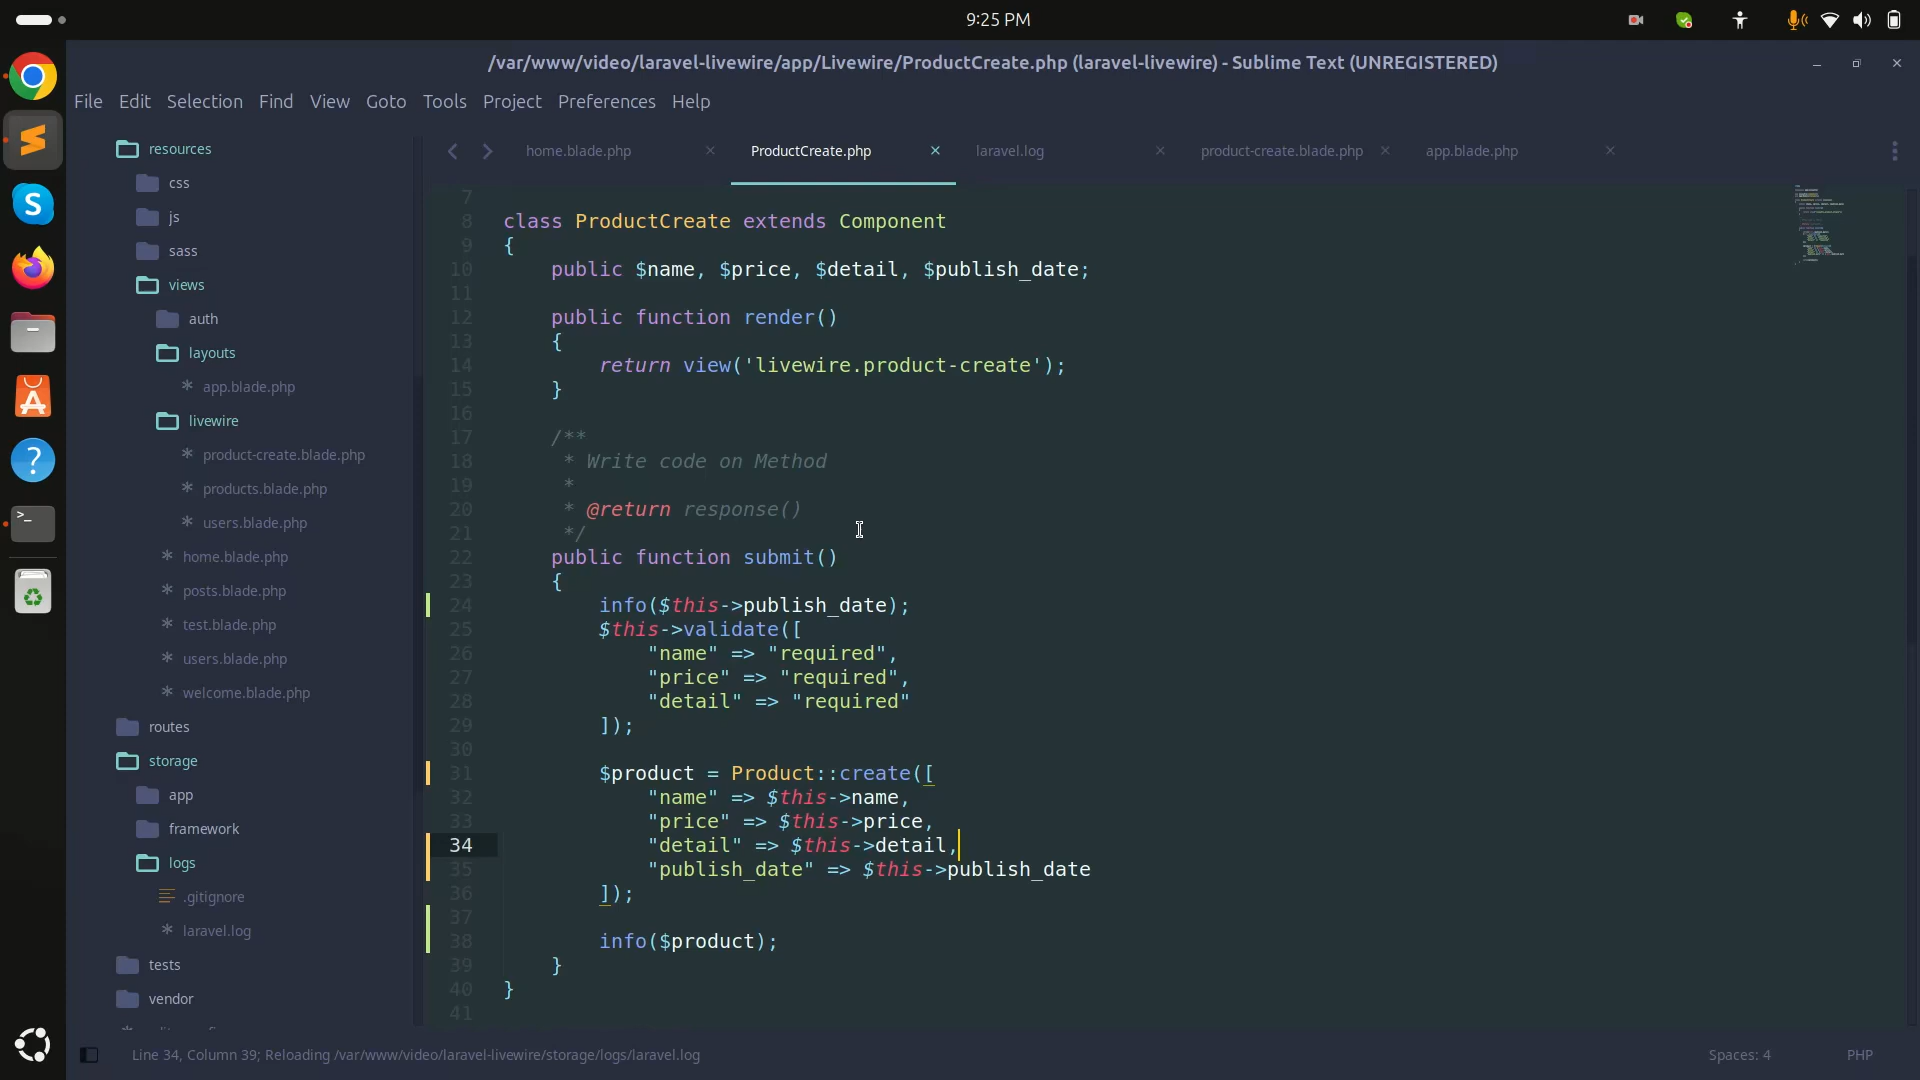 9:25 PM
/var/www/video/laravel-livewire/app/Livewire/ProductCreate.php (laravel-livewire) - Sublime Text (UNREGISTERED)
File Edit Selection Find View Goto Tools Project Preferences Help
resources
css
js
sass
views
auth
layouts
app.blade.php
livewire
product-create.blade.php
products.blade.php
users.blade.php
home.blade.php
posts.blade.php
test.blade.php
users.blade.php
welcome.blade.php
routes
storage
app
framework
logs
.gitignore
laravel.log
tests
vendor
home.blade.php ProductCreate.php laravel.log product-create.blade.php app.blade.php
7
8 class ProductCreate extends Component
9 {
10 public $name, $price, $detail, $publish_date;
11
12 public function render()
13 {
14 return view('livewire.product-create');
15 }
16
17 /**
18 * Write code on Method
19 *
20 * @return response()
21 */
22 public function submit()
23 {
24 info($this->publish_date);
25 $this->validate([
26 "name" => "required",
27 "price" => "required",
28 "detail" => "required"
29 ]);
30
31 $product = Product::create([
32 "name" => $this->name,
33 "price" => $this->price,
34 "detail" => $this->detail,
35 "publish_date" => $this->publish_date
36 ]);
37
38 info($product);
39 }
40 }
41
Line 34, Column 39; Reloading /var/www/video/laravel-livewire/storage/logs/laravel.log Spaces: 4 PHP